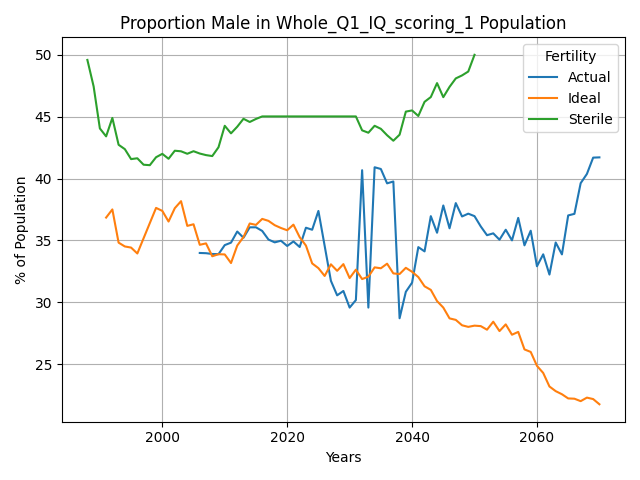 Proportion Male in Whole_Q1_IQ_scoring_1 Population
Fertility
Actual
Ideal
Sterile
% of Population
50
45
40
35
30
25
2000
2020
2040
2060
Years